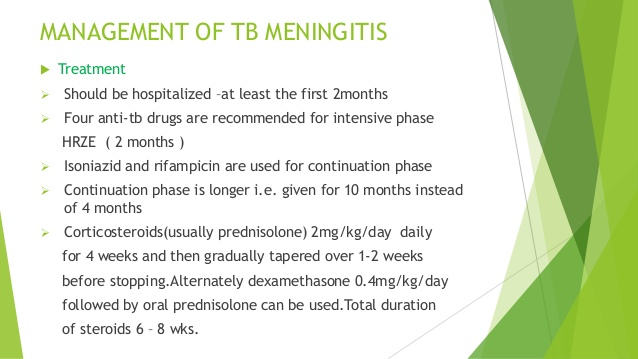 MANAGEMENT OF TB MENINGITIS
Treatment
Should be hospitalized –at least the first 2months
Four anti-tb drugs are recommended for intensive phase
HRZE ( 2 months )
Isoniazid and rifampicin are used for continuation phase
Continuation phase is longer i.e. given for 10 months instead
of 4 months
Corticosteroids(usually prednisolone) 2mg/kg/day daily
for 4 weeks and then gradually tapered over 1-2 weeks
before stopping.Alternately dexamethasone 0.4mg/kg/day
followed by oral prednisolone can be used.Total duration
of steroids 6 – 8 wks.